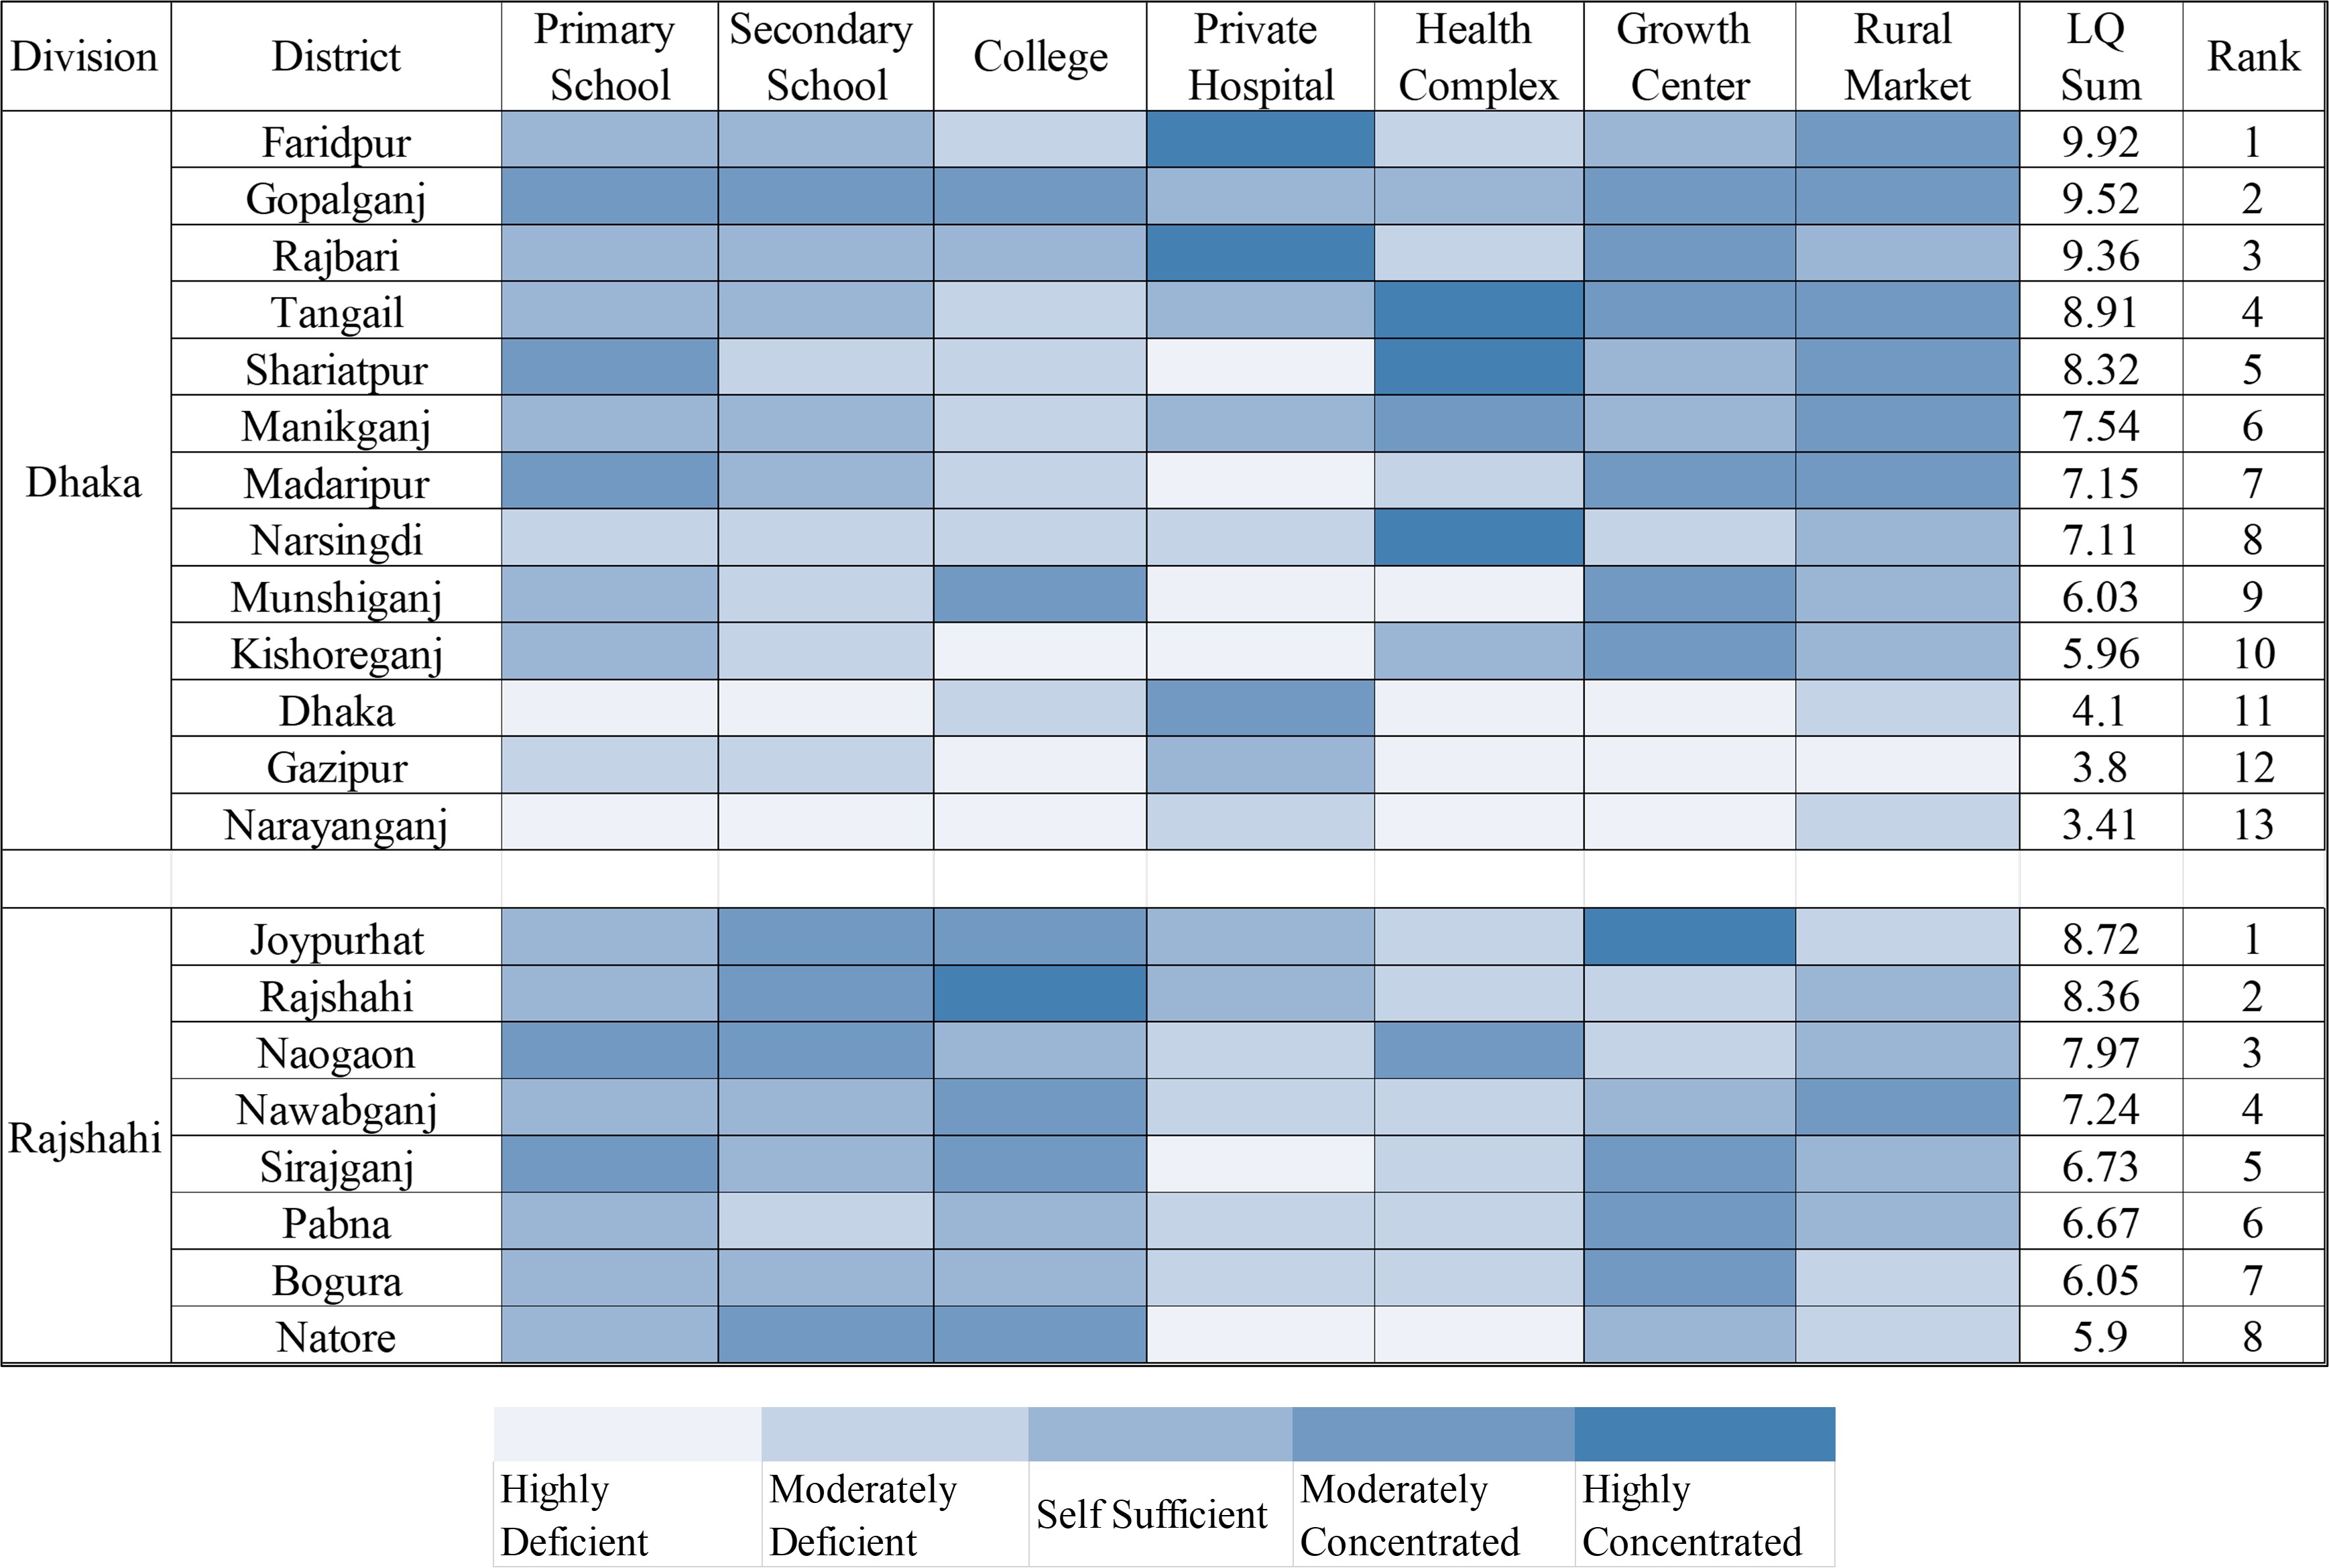 Division District Primary School Secondary School College Private Hospital Health Complex Growth Center Rural Market LQ Sum Rank
Dhaka
Faridpur 9.92 1
Gopalganj 9.52 2
Rajbari 9.36 3
Tangail 8.91 4
Shariatpur 8.32 5
Manikganj 7.54 6
Madaripur 7.15 7
Narsingdi 7.11 8
Munshiganj 6.03 9
Kishoreganj 5.96 10
Dhaka 4.1 11
Gazipur 3.8 12
Narayanganj 3.41 13
Rajshahi
Joypurhat 8.72 1
Rajshahi 8.36 2
Naogaon 7.97 3
Nawabganj 7.24 4
Sirajganj 6.73 5
Pabna 6.67 6
Bogura 6.05 7
Natore 5.9 8
Highly Deficient
Moderately Deficient
Self Sufficient
Moderately Concentrated
Highly Concentrated